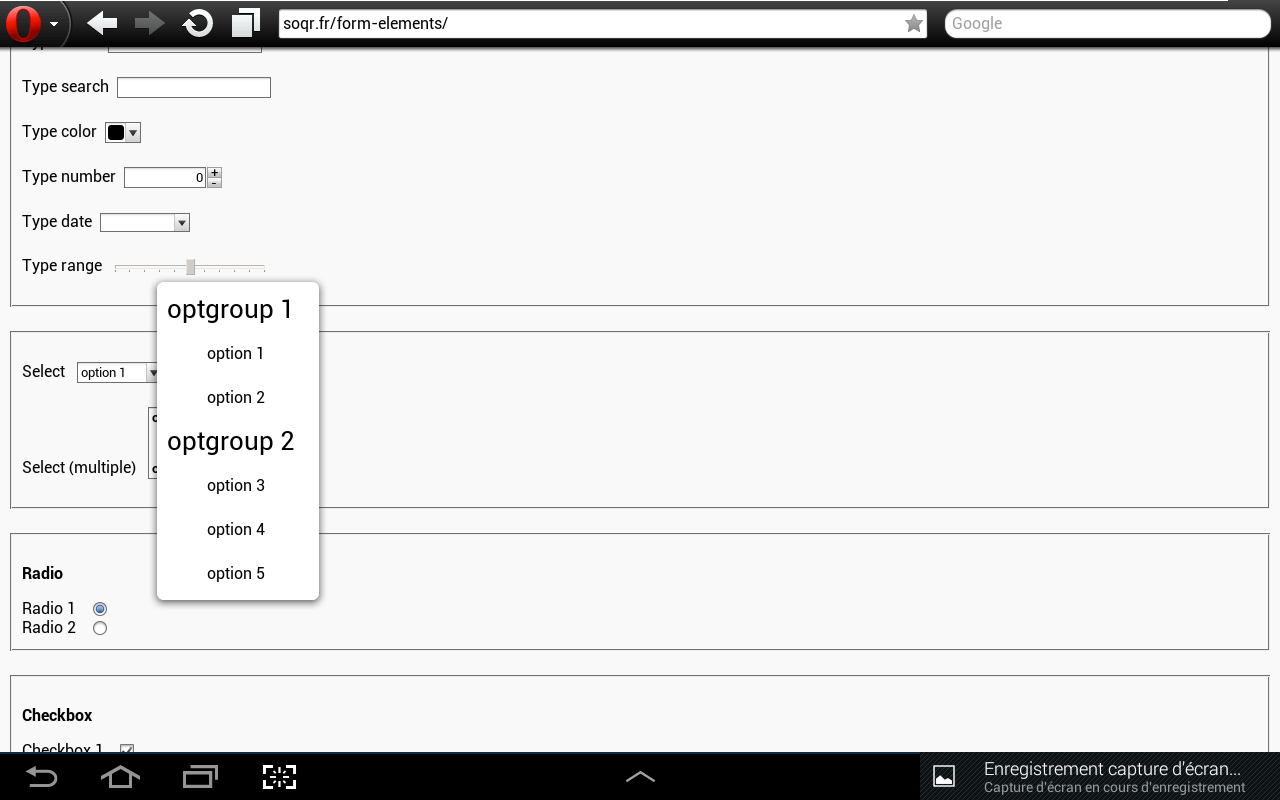 soqr.fr/form-elements/
Google
Type search
Type color
Type number 0
Type date
Type range
optgroup 1
option 1
option 2
optgroup 2
option 3
option 4
option 5
Select option 1
Select (multiple)
Radio
Radio 1
Radio 2
Checkbox
Checkbox 1
Enregistrement capture d'écran...
Capture d'écran en cours d'enregistrement